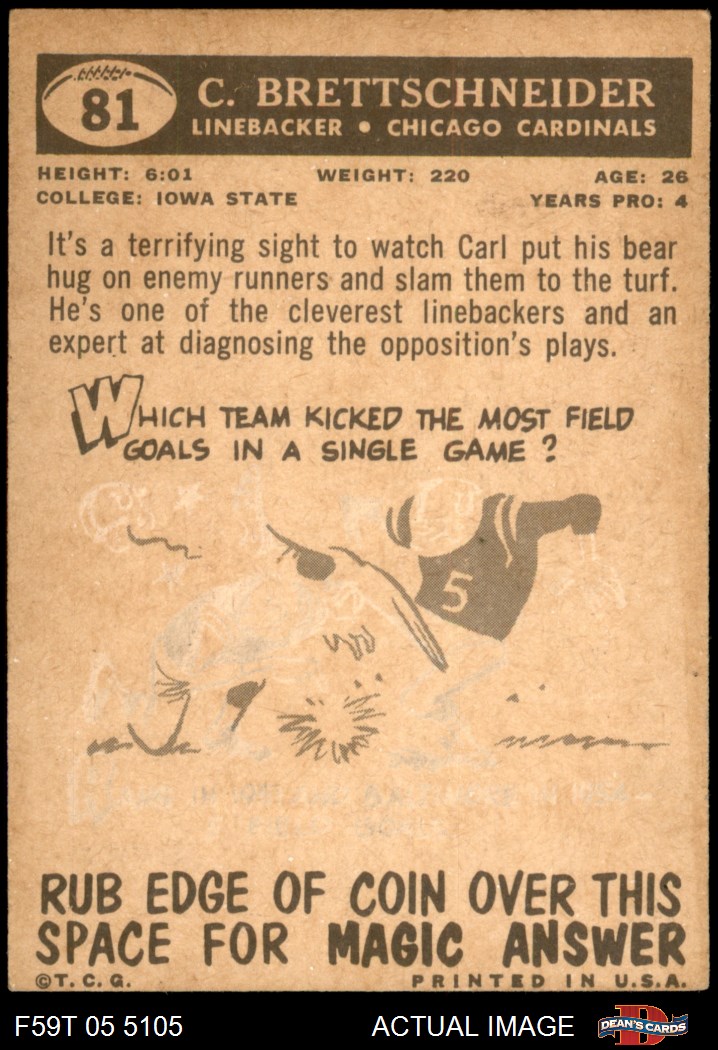 81
C. BRETTSCHNEIDER
LINEBACKER • CHICAGO CARDINALS
HEIGHT: 6:01 WEIGHT: 220 AGE: 26
COLLEGE: IOWA STATE YEARS PRO: 4
It's a terrifying sight to watch Carl put his bear
hug on enemy runners and slam them to the turf.
He's one of the cleverest linebackers and an
expert at diagnosing the opposition's plays.
WHICH TEAM KICKED THE MOST FIELD
GOALS IN A SINGLE GAME?
5
RUB EDGE OF COIN OVER THIS
SPACE FOR MAGIC ANSWER
©T.C.G. PRINTED IN U.S.A.
F59T 05 5105 ACTUAL IMAGE D DEAN'S CARDS